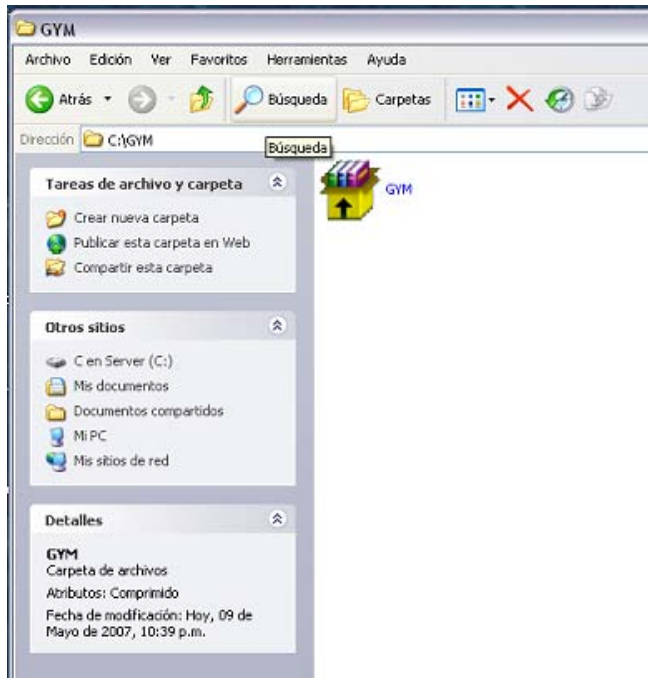 GYM
Archivo Edición Ver Favoritos Herramientas Ayuda
Atrás Búsqueda Carpetas
Dirección C:\GYM
Búsqueda
Tareas de archivo y carpeta
Crear nueva carpeta
Publicar esta carpeta en Web
Compartir esta carpeta
GYM
Otros sitios
C en Server (C:)
Mis documentos
Documentos compartidos
Mi PC
Mis sitios de red
Detalles
GYM
Carpeta de archivos
Atributos: Comprimido
Fecha de modificación: Hoy, 09 de
Mayo de 2007, 10:39 p.m.